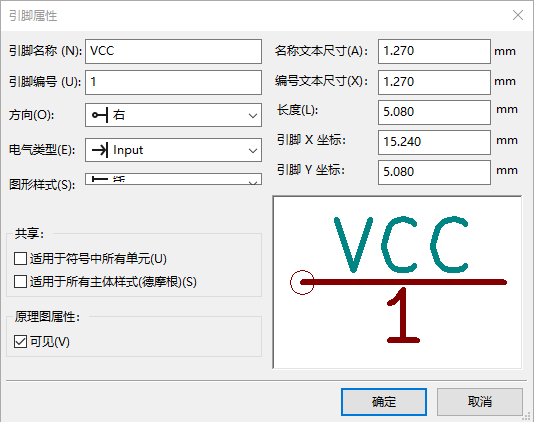 引脚属性
引脚名称 (N): VCC
引脚编号 (U): 1
方向(O): 右
电气类型(E): Input
图形样式(S):
名称文本尺寸(A): 1.270 mm
编号文本尺寸(X): 1.270 mm
长度(L): 5.080 mm
引脚 X 坐标: 15.240 mm
引脚 Y 坐标: 5.080 mm
共享:
适用于符号中所有单元(U)
适用于所有主体样式(德摩根)(S)
原理图属性:
可见(V)
VCC
1
确定
取消